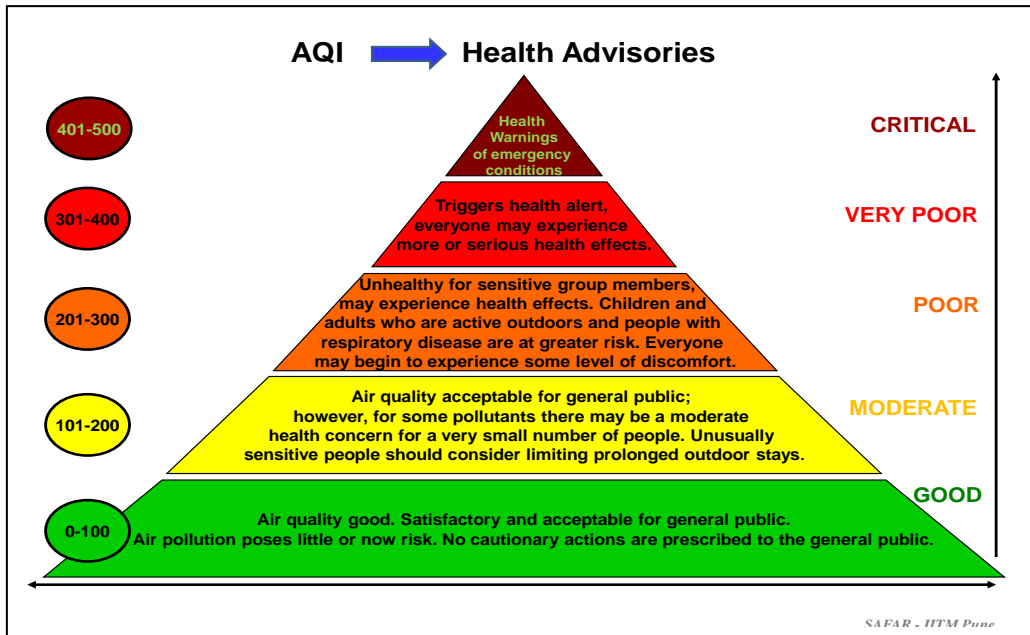 AQI Health Advisories
401-500
Health
Warnings
of emergency
conditions
CRITICAL
301-400
Triggers health alert,
everyone may experience
more or serious health effects.
VERY POOR
201-300
Unhealthy for sensitive group members,
may experience health effects. Children and
adults who are active outdoors and people with
respiratory disease are at greater risk. Everyone
may begin to experience some level of discomfort.
POOR
101-200
Air quality acceptable for general public;
however, for some pollutants there may be a moderate
health concern for a very small number of people. Unusually
sensitive people should consider limiting prolonged outdoor stays.
MODERATE
0-100
Air quality good. Satisfactory and acceptable for general public.
Air pollution poses little or now risk. No cautionary actions are prescribed to the general public.
GOOD
SAFAR - IITM Pune